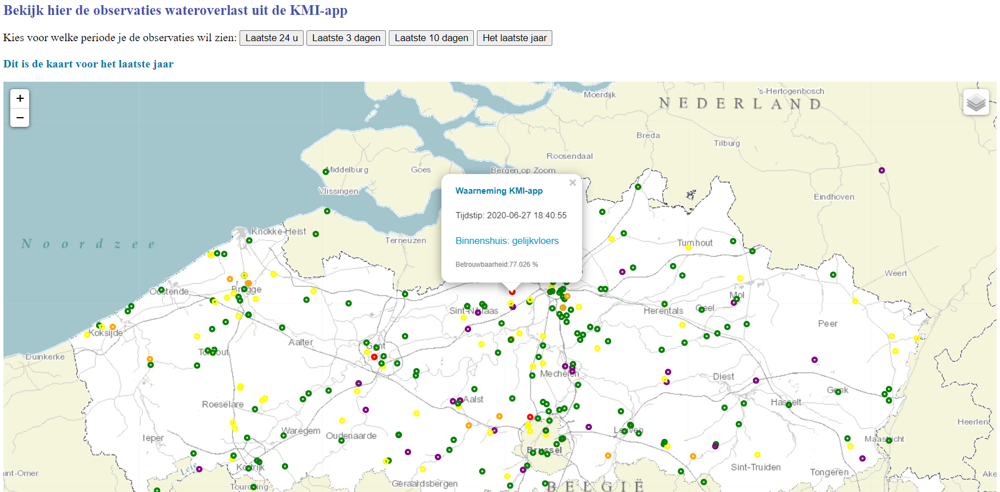 Bekijk hier de observaties wateroverlast uit de KMI-app
Kies voor welke periode je de observaties wil zien: Laatste 24 u Laatste 3 dagen Laatste 10 dagen Het laatste jaar
Dit is de kaart voor het laatste jaar
+
−
Moerdijk
's-Hertogenbosch
NEDERLAND
Breda
Tilburg
Roosendaal
Middelburg
Goes
Bergen op Zoom
Vlissingen
Eindhoven
Waarneming KMI-app
×
Tijdstip: 2020-06-27 18:40:55
Binnenshuis: gelijkvloers
Betrouwbaarheid:77.026 %
Knokke-Heist
Noordzee
Terneuzen
Turnhout
Weert
Oostende
Brugge
Mol
Sint-Niklaas
Herentals
Geel
Peer
Koksijde
Aalter
Gent
Torhout
Duinkerke
Mechelen
Diest
Genk
Aalst
Hasselt
Roeselare
Heerlen
Waregem
Oudenaarde
Leuven
Ieper
Maastricht
Brussel
Leie
Kortrijk
Sint-Truiden
Tongeren
int-Omer
Ake
Tourcoing
Geraardsbergen
BELGIË